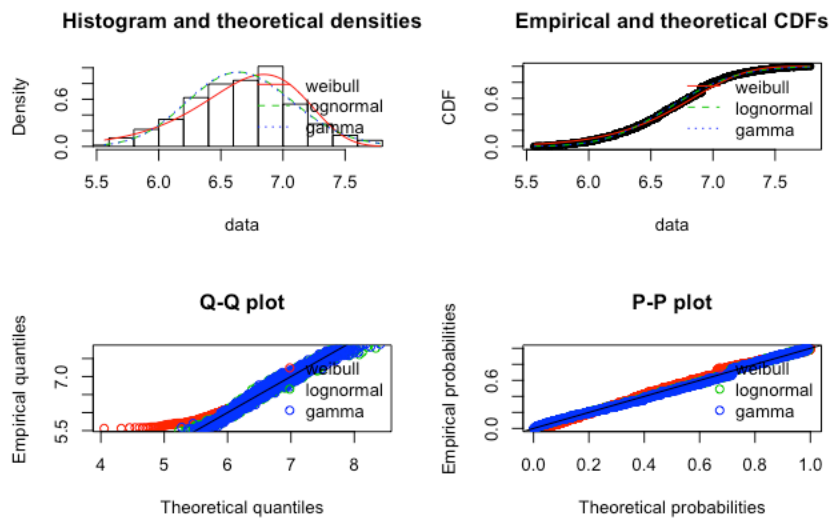 Histogram and theoretical densities
Density
0.0 0.6
weibull
lognormal
gamma
5.5 6.0 6.5 7.0 7.5
data
Empirical and theoretical CDFs
CDF
0.0 0.6
weibull
lognormal
gamma
5.5 6.0 6.5 7.0 7.5
data
Q-Q plot
Empirical quantiles
5.5 7.0
weibull
lognormal
gamma
4 5 6 7 8
Theoretical quantiles
P-P plot
Empirical probabilities
0.0 0.6
weibull
lognormal
gamma
0.0 0.2 0.4 0.6 0.8 1.0
Theoretical probabilities